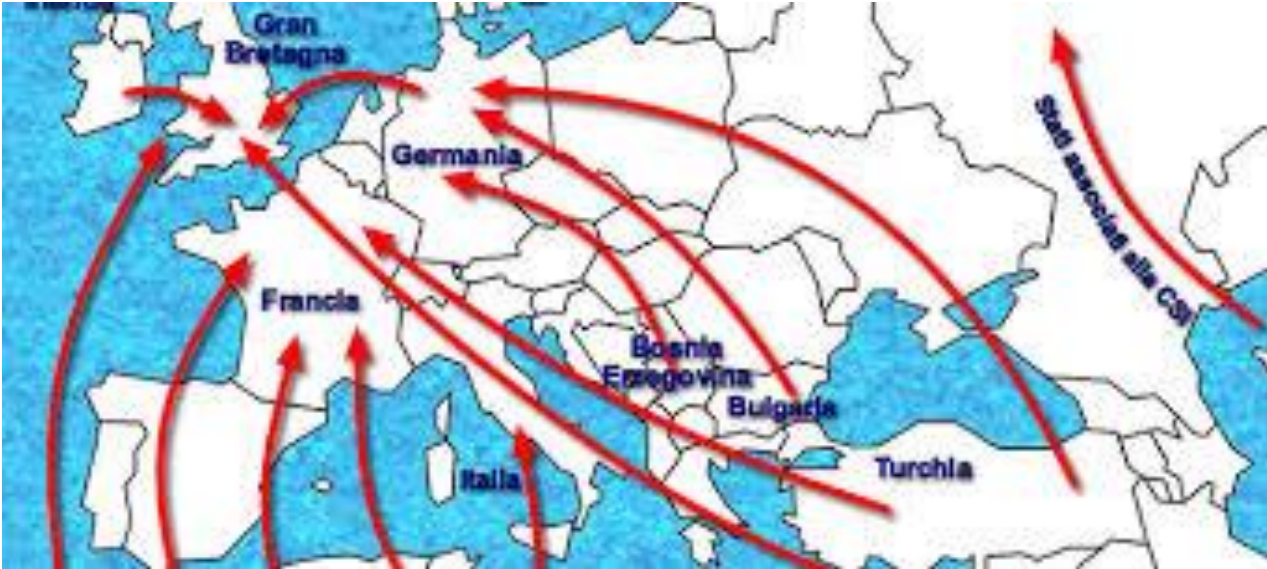 Gran
Bretagna
Germania
Stati associati alla CSI
Francia
Bosnia
Erzegovina
Bulgaria
Turchia
Italia